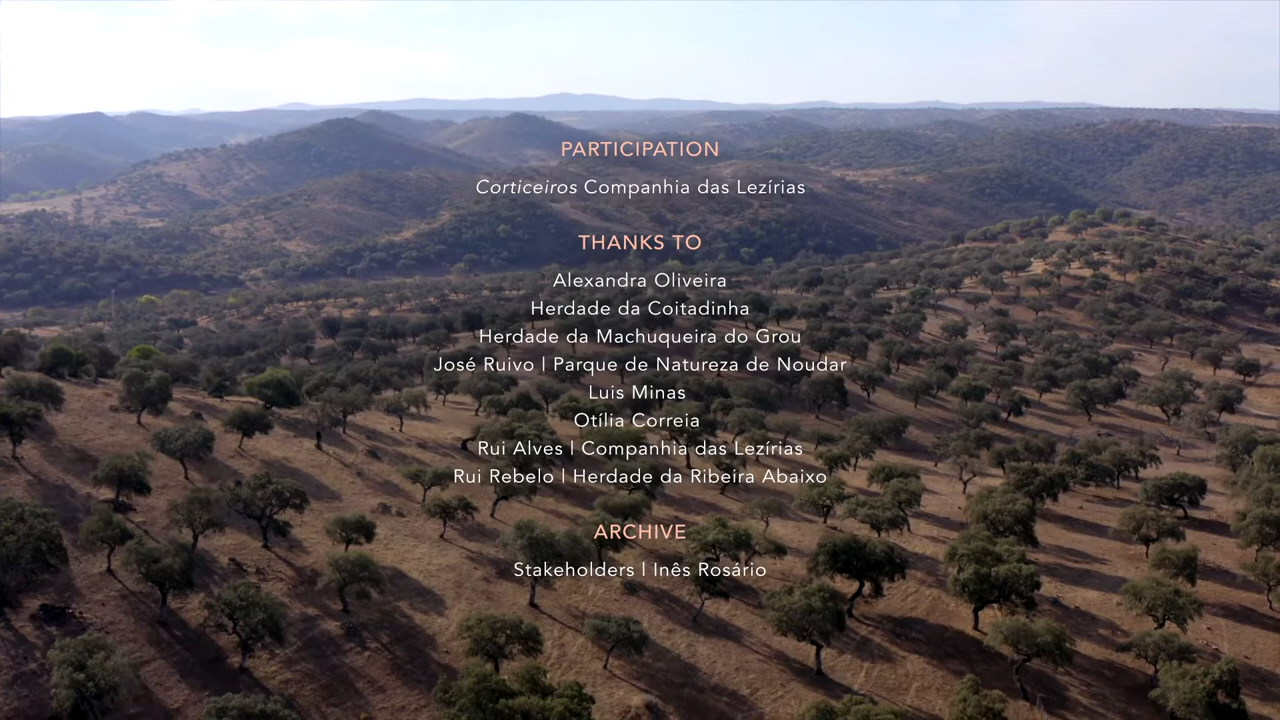 PARTICIPATION
Corticeiros Companhia das Lezírias
THANKS TO
Alexandra Oliveira
Herdade da Coitadinha
Herdade da Machuqueira do Grou
José Ruivo | Parque de Natureza de Noudar
Luis Minas
Otília Correia
Rui Alves | Companhia das Lezírias
Rui Rebelo | Herdade da Ribeira Abaixo
ARCHIVE
Stakeholders | Inês Rosário